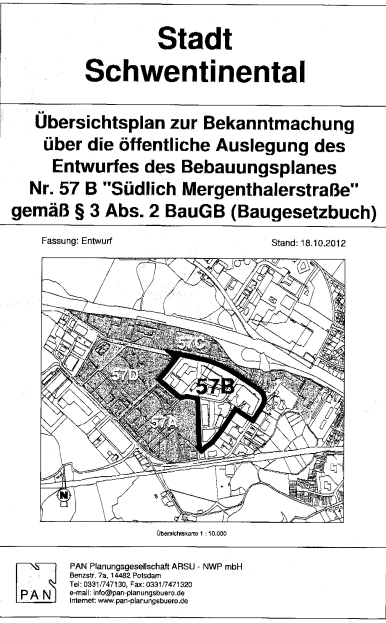 Stadt
Schwentinental
Übersichtsplan zur Bekanntmachung
über die öffentliche Auslegung des
Entwurfes des Bebauungsplanes
Nr. 57 B "Südlich Mergenthalerstraße"
gemäß § 3 Abs. 2 BauGB (Baugesetzbuch)
Fassung: Entwurf
Stand: 18.10.2012
57C
57D
57B
57A
N
Übersichtskarte 1 : 10.000
PAN Planungsgesellschaft ARSU - NWP mbH
Benzstr. 7a, 14482 Potsdam
Tel: 0331/747130, Fax: 0331/7471320
e-mail: info@pan-planungsbuero.de
Internet: www.pan-planungsbuero.de
PAN